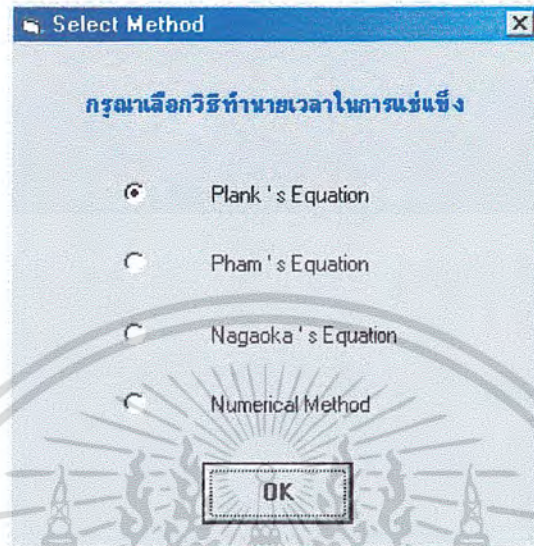 Select Method
กรุณาเลือกวิธีทำนายเวลาในการแช่แข็ง
Plank ' s Equation
Pham ' s Equation
Nagaoka ' s Equation
Numerical Method
OK